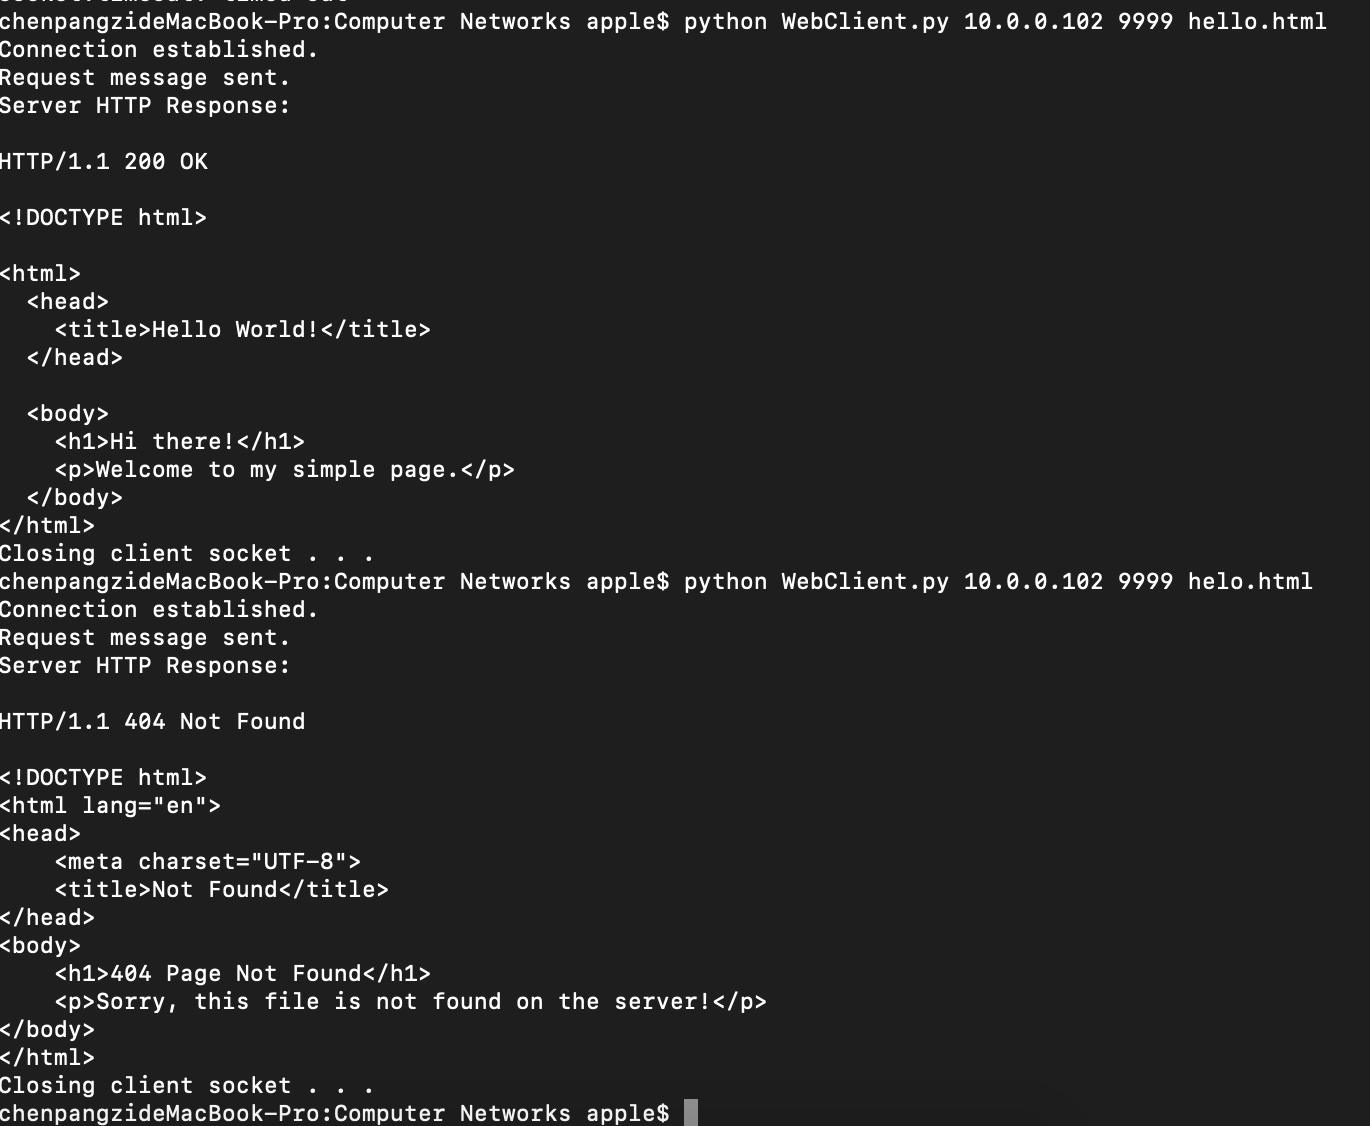 chenpangzideMacBook-Pro:Computer Networks apple$ python WebClient.py 10.0.0.102 9999 hello.html
Connection established.
Request message sent.
Server HTTP Response:
HTTP/1.1 200 OK
<!DOCTYPE html>
<html>
  <head>
    <title>Hello World!</title>
  </head>
  <body>
    <h1>Hi there!</h1>
    <p>Welcome to my simple page.</p>
  </body>
</html>
Closing client socket . . .
chenpangzideMacBook-Pro:Computer Networks apple$ python WebClient.py 10.0.0.102 9999 helo.html
Connection established.
Request message sent.
Server HTTP Response:
HTTP/1.1 404 Not Found
<!DOCTYPE html>
<html lang="en">
<head>
    <meta charset="UTF-8">
    <title>Not Found</title>
</head>
<body>
    <h1>404 Page Not Found</h1>
    <p>Sorry, this file is not found on the server!</p>
</body>
</html>
Closing client socket . . .
chenpangzideMacBook-Pro:Computer Networks apple$